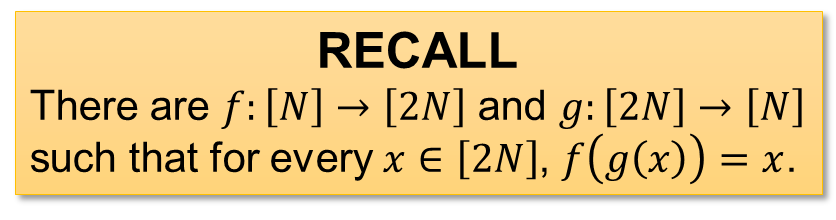 RECALL
There are 𝑓: [𝑁] → [2𝑁] and 𝑔: [2𝑁] → [𝑁]
such that for every 𝑥 ∈ [2𝑁], 𝑓(𝑔(𝑥)) = 𝑥.